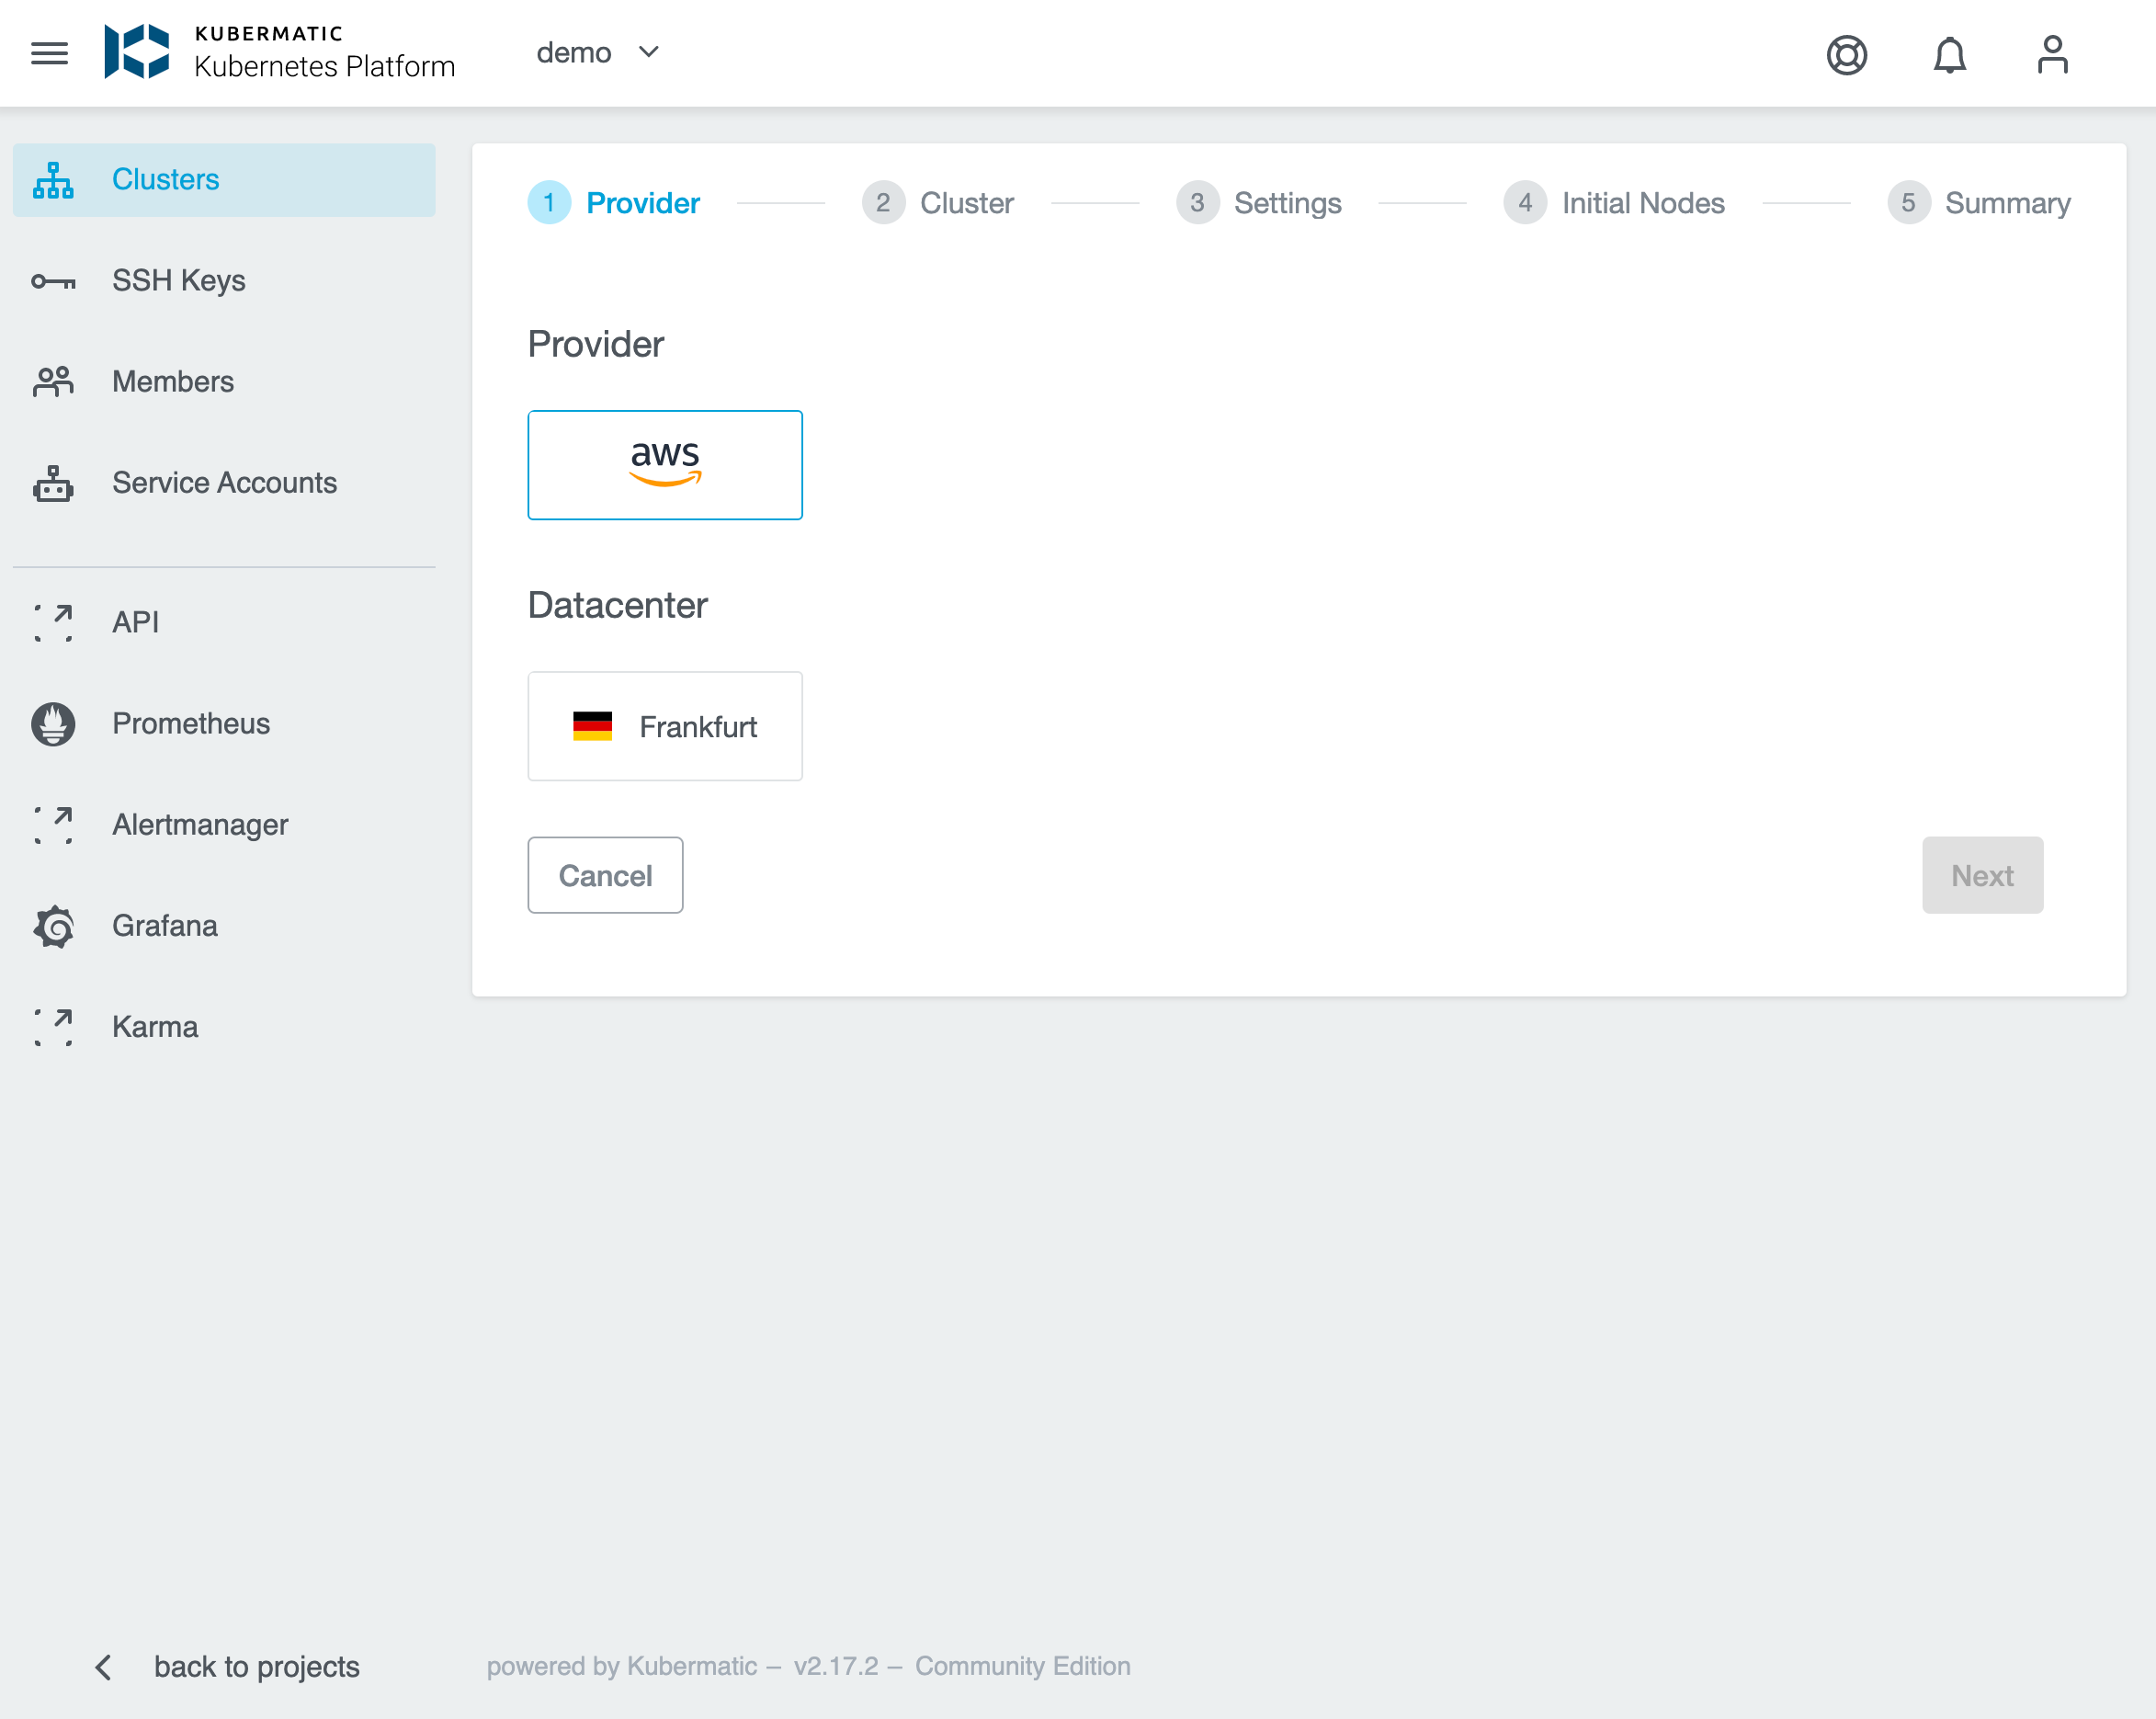 KUBERMATIC
Kubernetes Platform
demo
Clusters
SSH Keys
Members
Service Accounts
API
Prometheus
Alertmanager
Grafana
Karma
1 Provider 2 Cluster 3 Settings 4 Initial Nodes 5 Summary
Provider
aws
Datacenter
Frankfurt
Cancel Next
back to projects
powered by Kubermatic – v2.17.2 – Community Edition